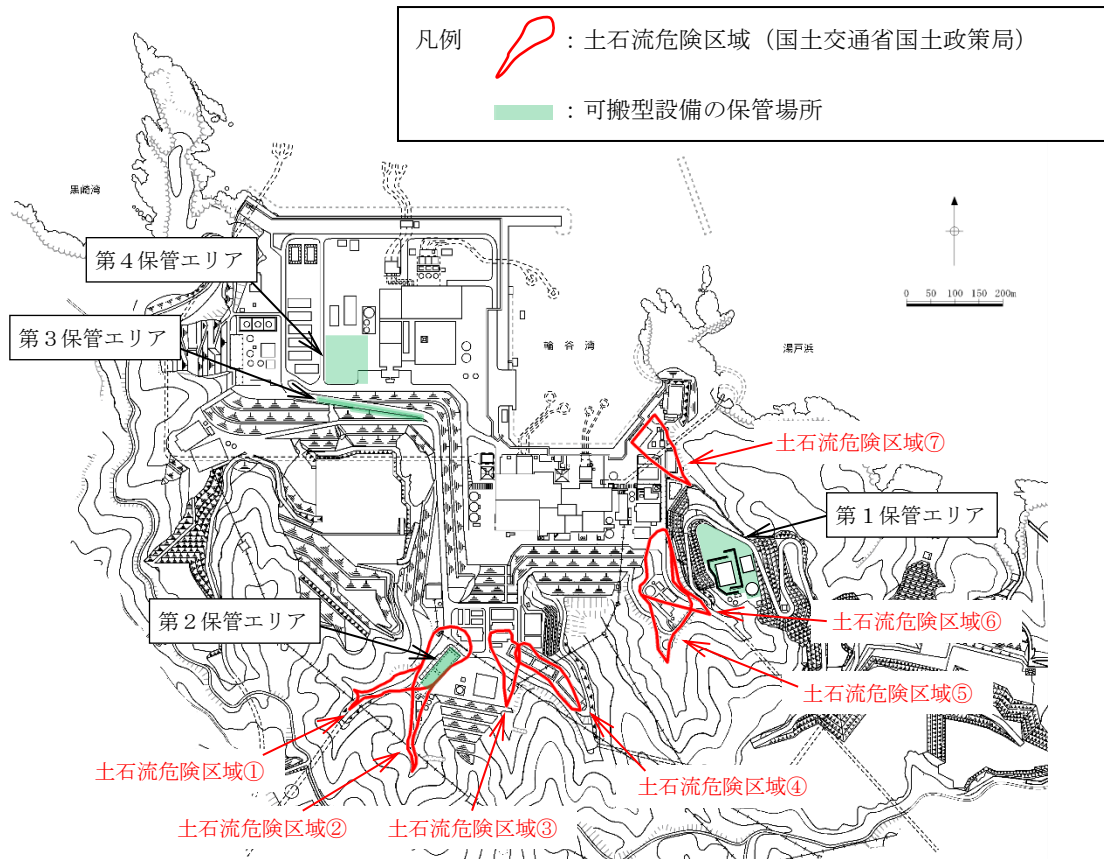 凡例
：土石流危険区域（国土交通省国土政策局）
：可搬型設備の保管場所
黒崎湾
第４保管エリア
第３保管エリア
輪谷湾
湯戸浜
0 50 100 150 200m
土石流危険区域⑦
第１保管エリア
第２保管エリア
土石流危険区域⑥
土石流危険区域⑤
土石流危険区域①
土石流危険区域④
土石流危険区域②
土石流危険区域③